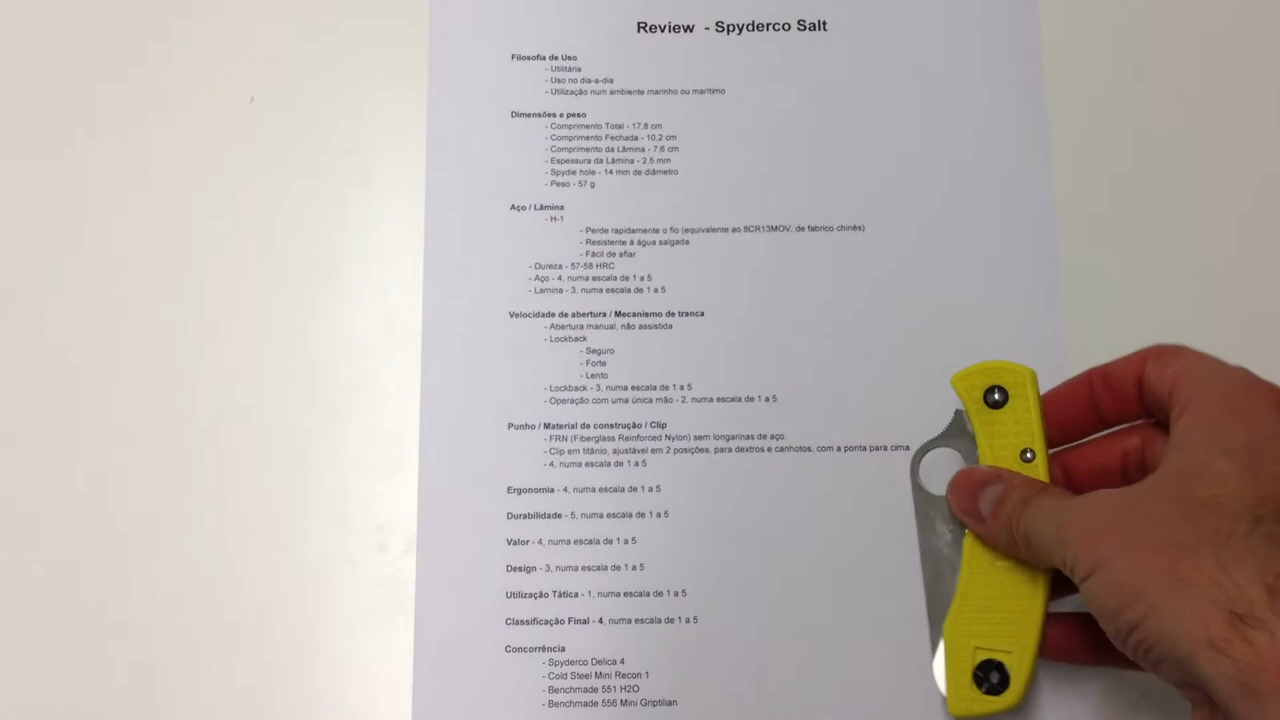 Review - Spyderco Salt
Filosofia de Uso
- Utilitária
- Uso no dia-a-dia
- Utilização num ambiente marinho ou marítimo
Dimensões e peso
- Comprimento Total - 17,8 cm
- Comprimento Fechada - 10,2 cm
- Comprimento da Lâmina - 7,6 cm
- Espessura da Lâmina - 2.5 mm
- Spydie hole - 14 mm de diâmetro
- Peso - 57 g
Aço / Lâmina
- H-1
- Perde rapidamente o fio (equivalente ao 8CR13MOV, de fabrico chinês)
- Resistente à água salgada
- Fácil de afiar
- Dureza - 57-58 HRC
- Aço - 4, numa escala de 1 a 5
- Lamina - 3, numa escala de 1 a 5
Velocidade de abertura / Mecanismo de tranca
- Abertura manual, não assistida
- Lockback
- Seguro
- Forte
- Lento
- Lockback - 3, numa escala de 1 a 5
- Operação com uma única mão - 2, numa escala de 1 a 5
Punho / Material de construção / Clip
- FRN (Fiberglass Reinforced Nylon) sem longarinas de aço
- Clip em titânio, ajustável em 2 posições, para dextros e canhotos, com a ponta para cima
- 4, numa escala de 1 a 5
Ergonomia - 4, numa escala de 1 a 5
Durabilidade - 5, numa escala de 1 a 5
Valor - 4, numa escala de 1 a 5
Design - 3, numa escala de 1 a 5
Utilização Tática - 1, numa escala de 1 a 5
Classificação Final - 4, numa escala de 1 a 5
Concorrência
- Spyderco Delica 4
- Cold Steel Mini Recon 1
- Benchmade 551 H2O
- Benchmade 556 Mini Griptilian